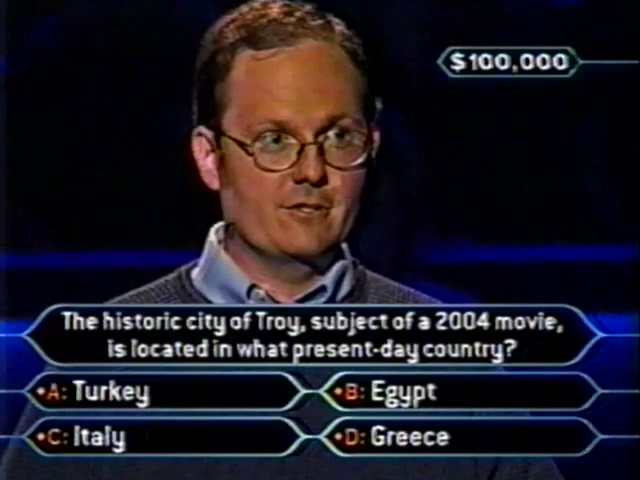 $100,000
The historic city of Troy, subject of a 2004 movie,
is located in what present-day country?
A: Turkey
B: Egypt
C: Italy
D: Greece